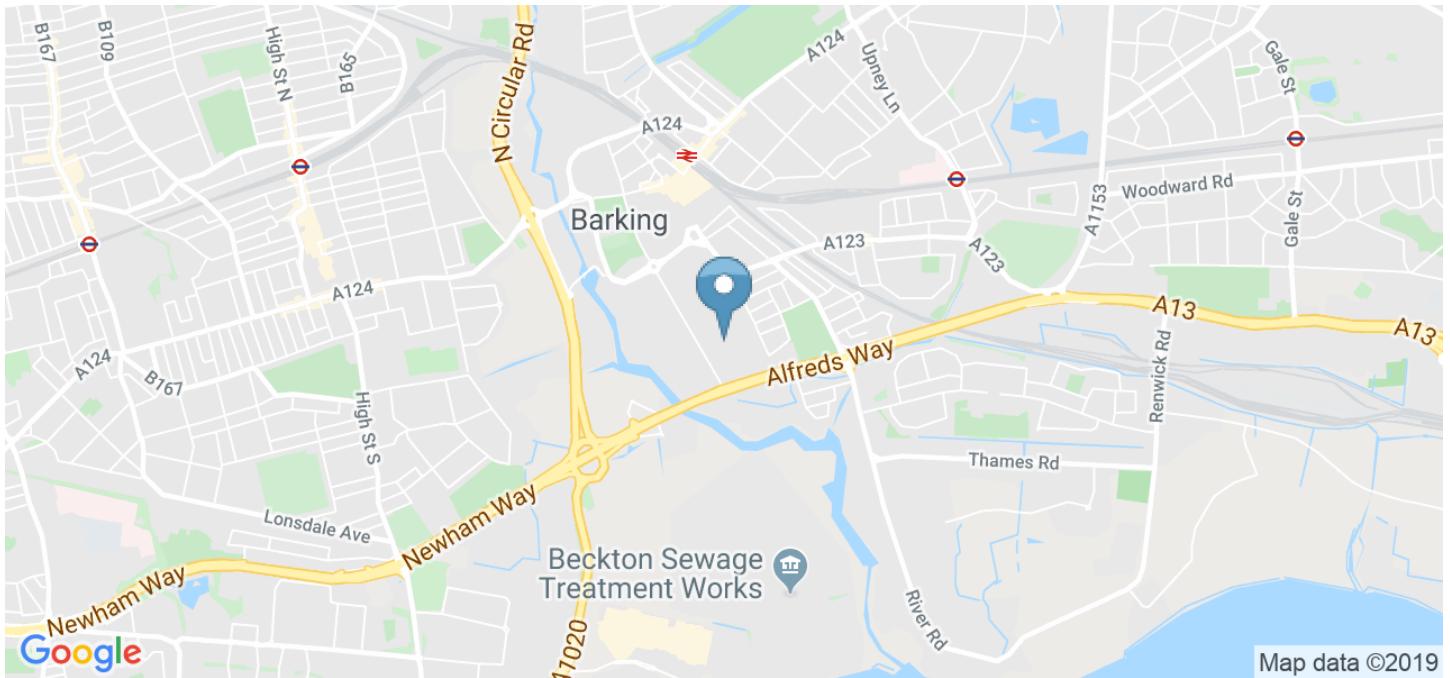 B167
B109
High St N
B165
N Circular Rd
A124
A124
Upney Ln
Gale St
Barking
A1153
Woodward Rd
Gale St
A123
A123
A124
A124
B167
High St S
Alfreds Way
A13
A13
Renwick Rd
Thames Rd
Lonsdale Ave
Newham Way
Newham Way
Beckton Sewage
Treatment Works
River Rd
Google
Map data ©2019